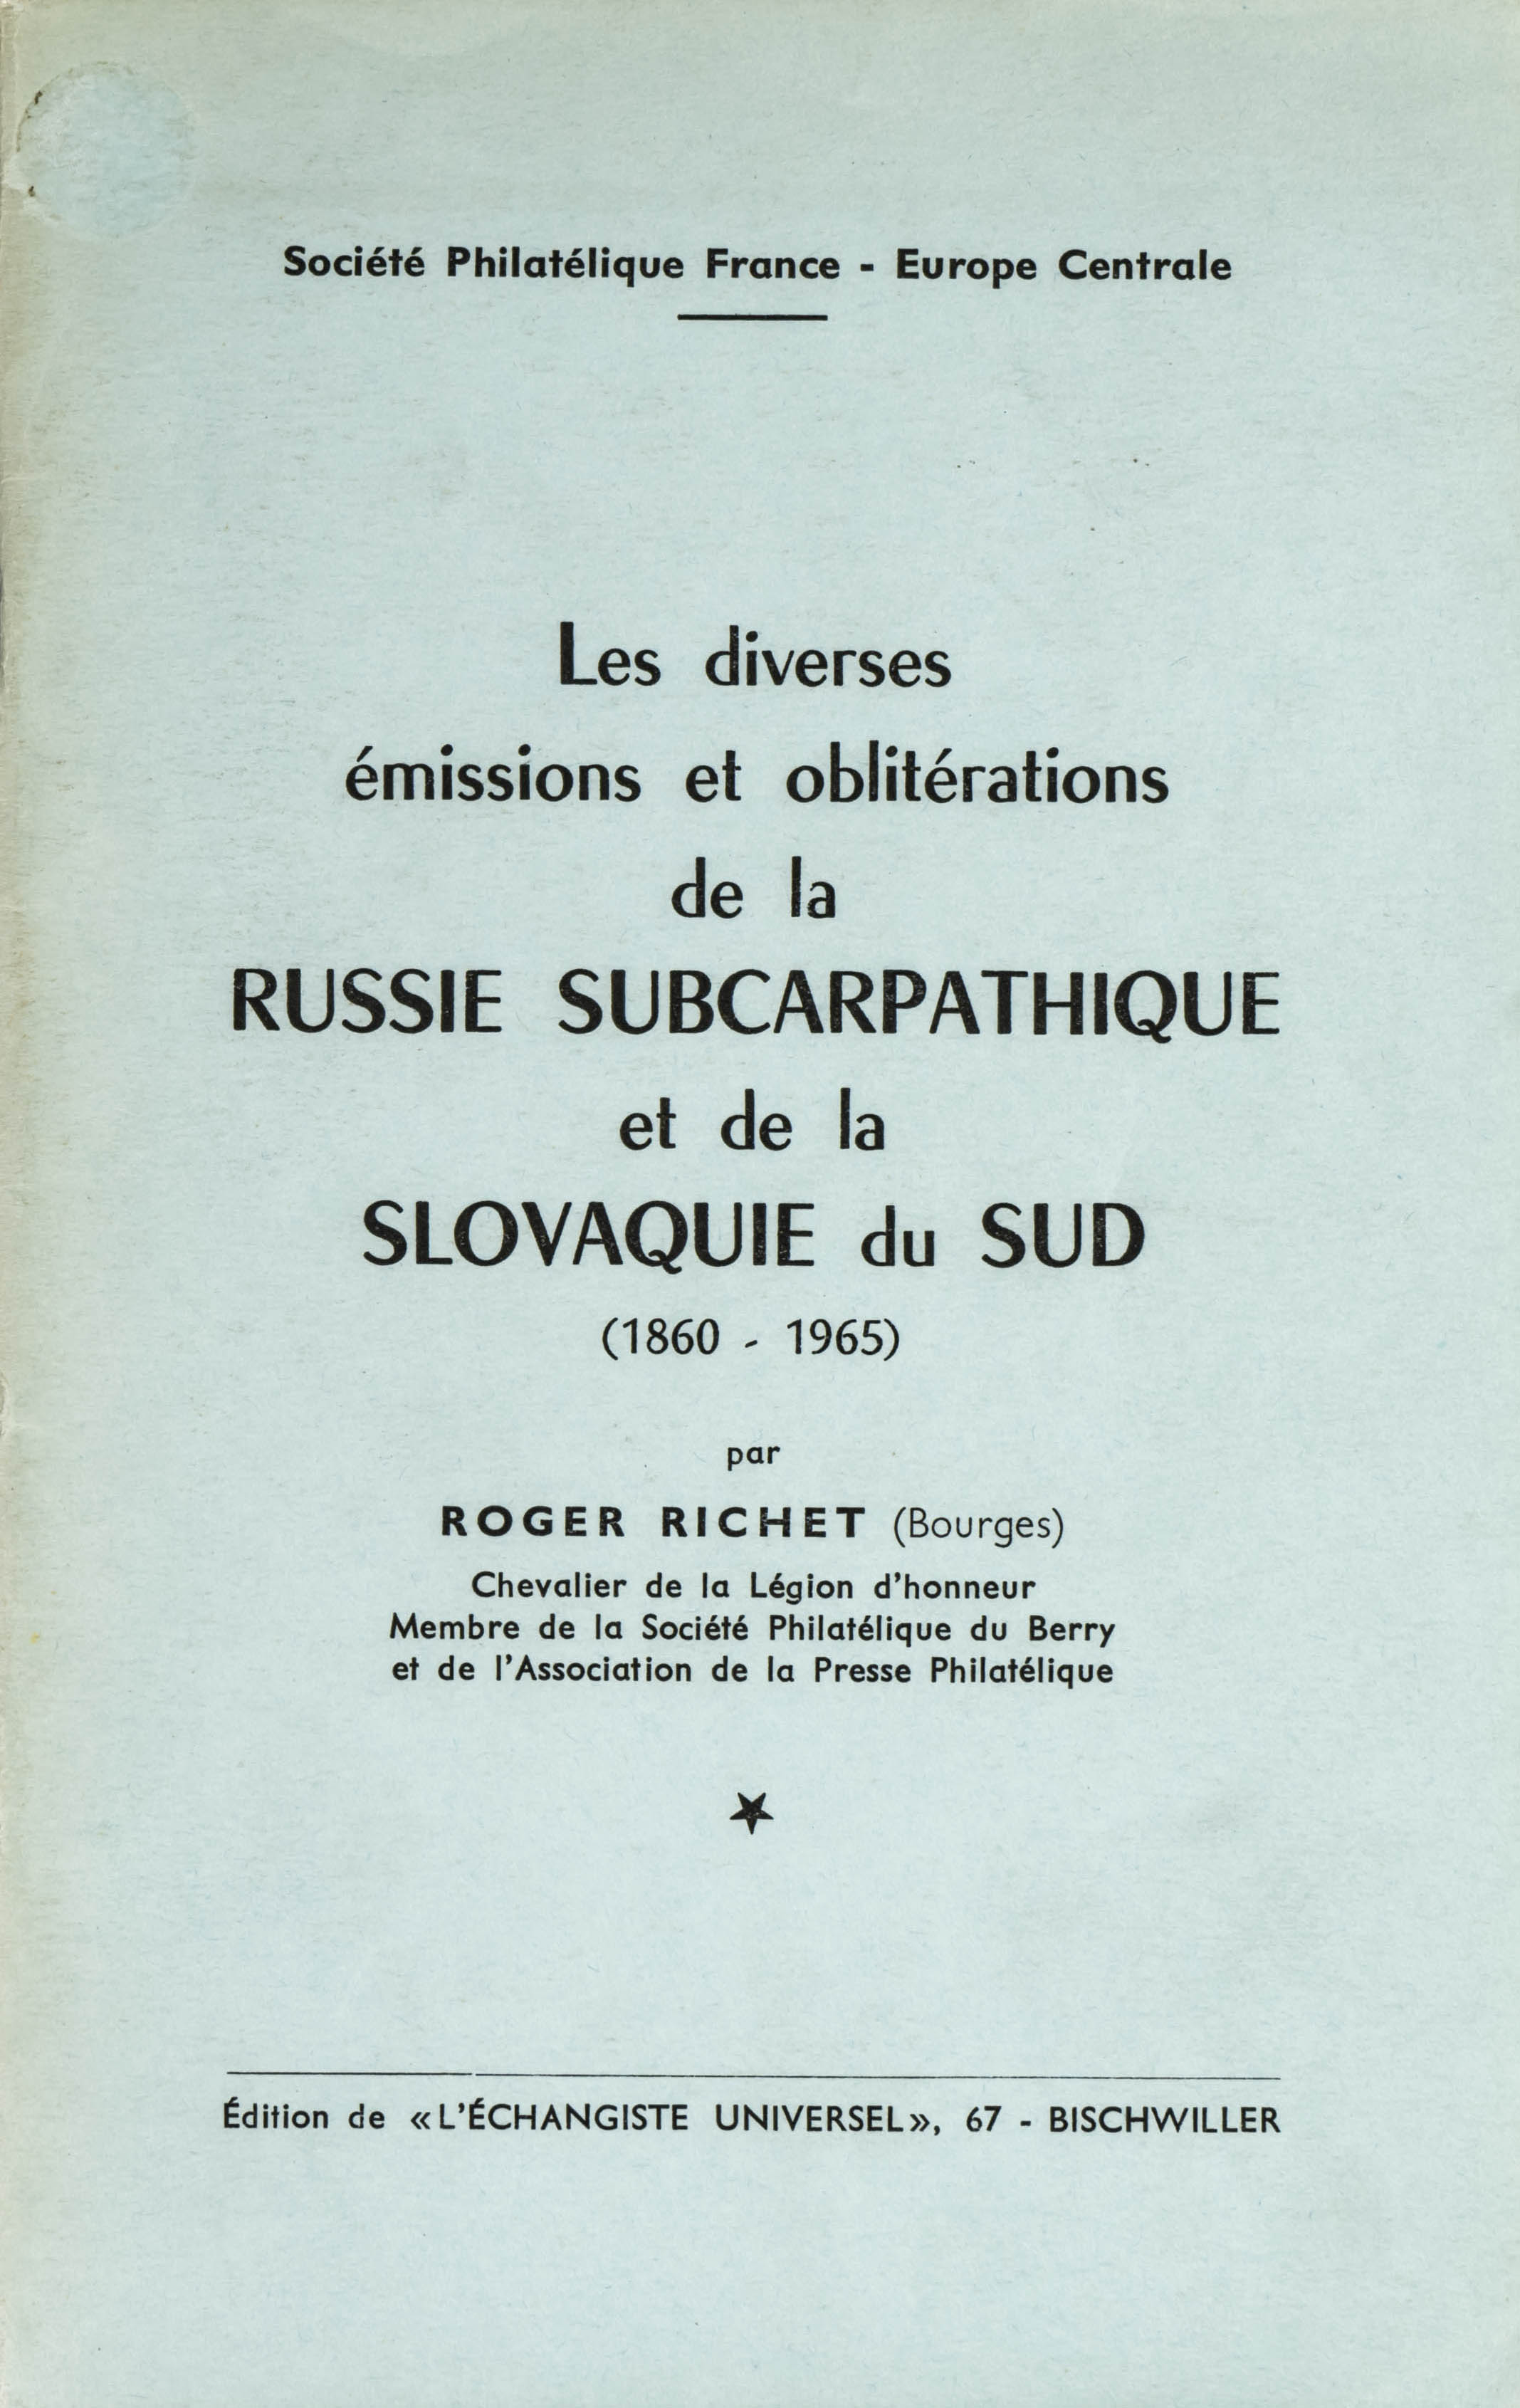 Société Philatélique France - Europe Centrale
Les diverses
émissions et oblitérations
de la
RUSSIE SUBCARPATHIQUE
et de la
SLOVAQUIE du SUD
(1860 - 1965)
par
ROGER RICHET (Bourges)
Chevalier de la Légion d'honneur
Membre de la Société Philatélique du Berry
et de l'Association de la Presse Philatélique
Édition de «L'ÉCHANGISTE UNIVERSEL», 67 - BISCHWILLER